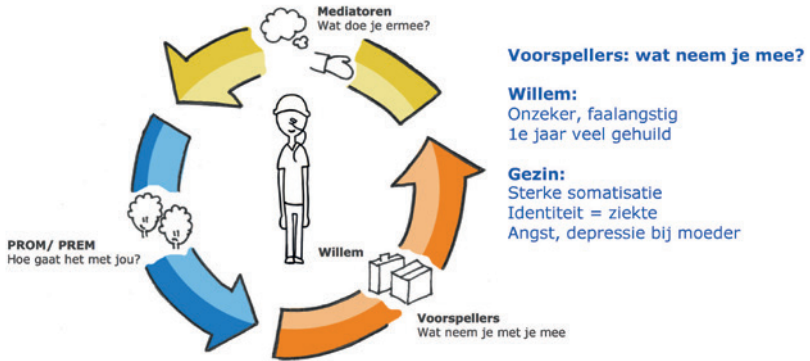 Mediatoren
Wat doe je ermee?
PROM/ PREM
Hoe gaat het met jou?
Willem
Voorspellers
Wat neem je met je mee
Voorspellers: wat neem je mee?
Willem:
Onzeker, faalangstig
1e jaar veel gehuild
Gezin:
Sterke somatisatie
Identiteit = ziekte
Angst, depressie bij moeder